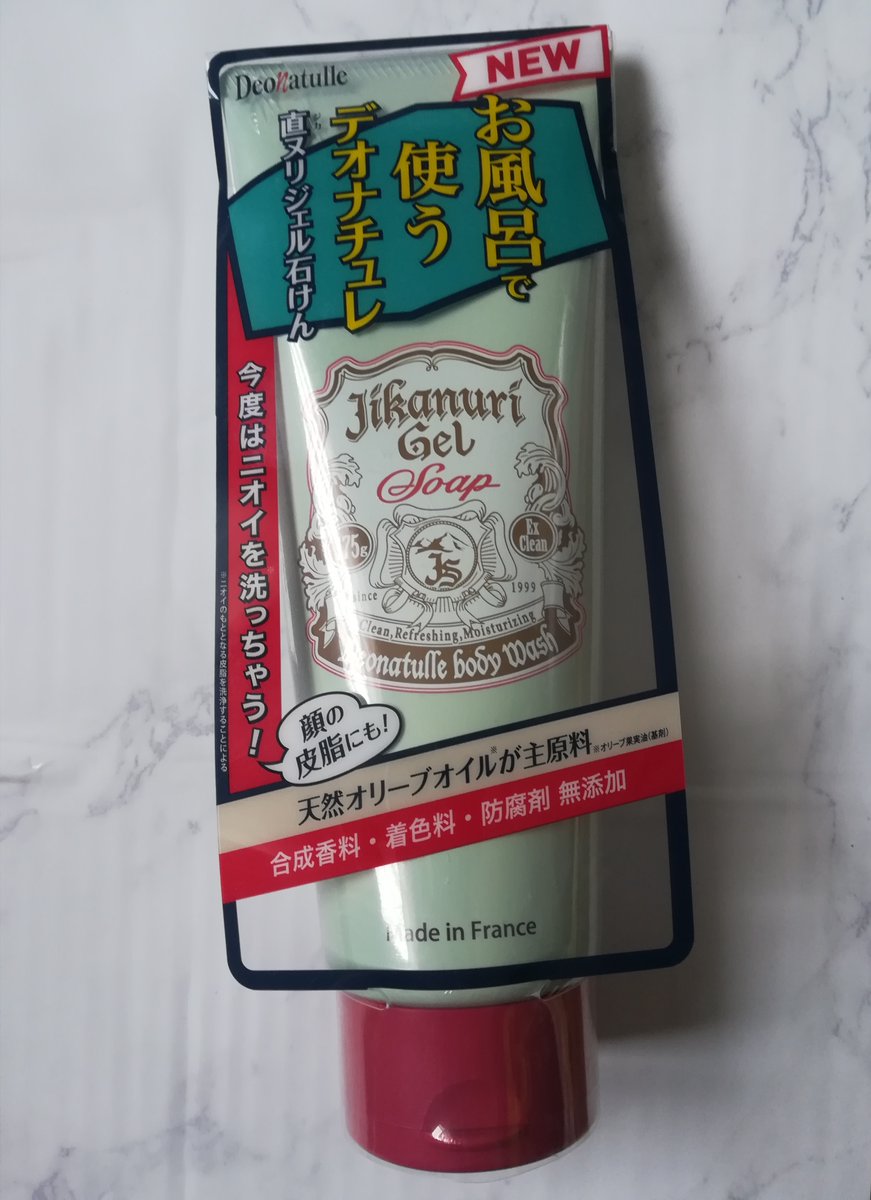 Deonatulle
NEW
お風呂で
使う
デオナチュレ
ジカ
直ヌリジェル石けん
今度はニオイを洗っちゃう!
※ニオイのもととなる皮脂を洗浄することによる
Jikanuri
Gel
Soap
75g
Ex
Clean
JS
since 1999
Clean,Refreshing,Moisturizing
Deonatulle body Wash
顔の
皮脂にも!
天然オリーブオイル※が主原料 ※オリーブ果実油(基剤)
合成香料・着色料・防腐剤 無添加
Made in France